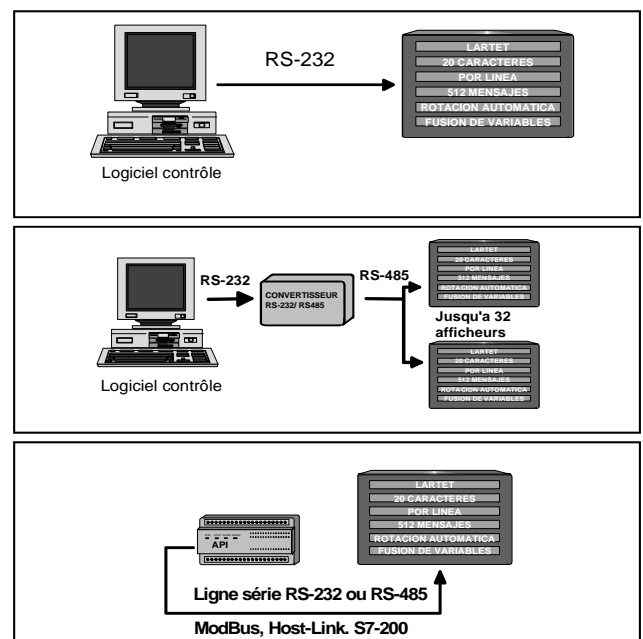 RS-232
LARTET
20 CARACTERES
POR LINEA
512 MENSAJES
ROTACION AUTOMATICA
FUSION DE VARIABLES
Logiciel contrôle
RS-232
CONVERTISSEUR
RS-232/ RS485
RS-485
LARTET
20 CARACTERES
POR LINEA
512 MENSAJES
ROTACION AUTOMATICA
FUSION DE VARIABLES
Jusqu'a 32
afficheurs
LARTET
20 CARACTERES
POR LINEA
512 MENSAJES
ROTACION AUTOMATICA
FUSION DE VARIABLES
Logiciel contrôle
LARTET
20 CARACTERES
POR LINEA
512 MENSAJES
ROTACION AUTOMATICA
FUSION DE VARIABLES
API
Ligne série RS-232 ou RS-485
ModBus, Host-Link. S7-200